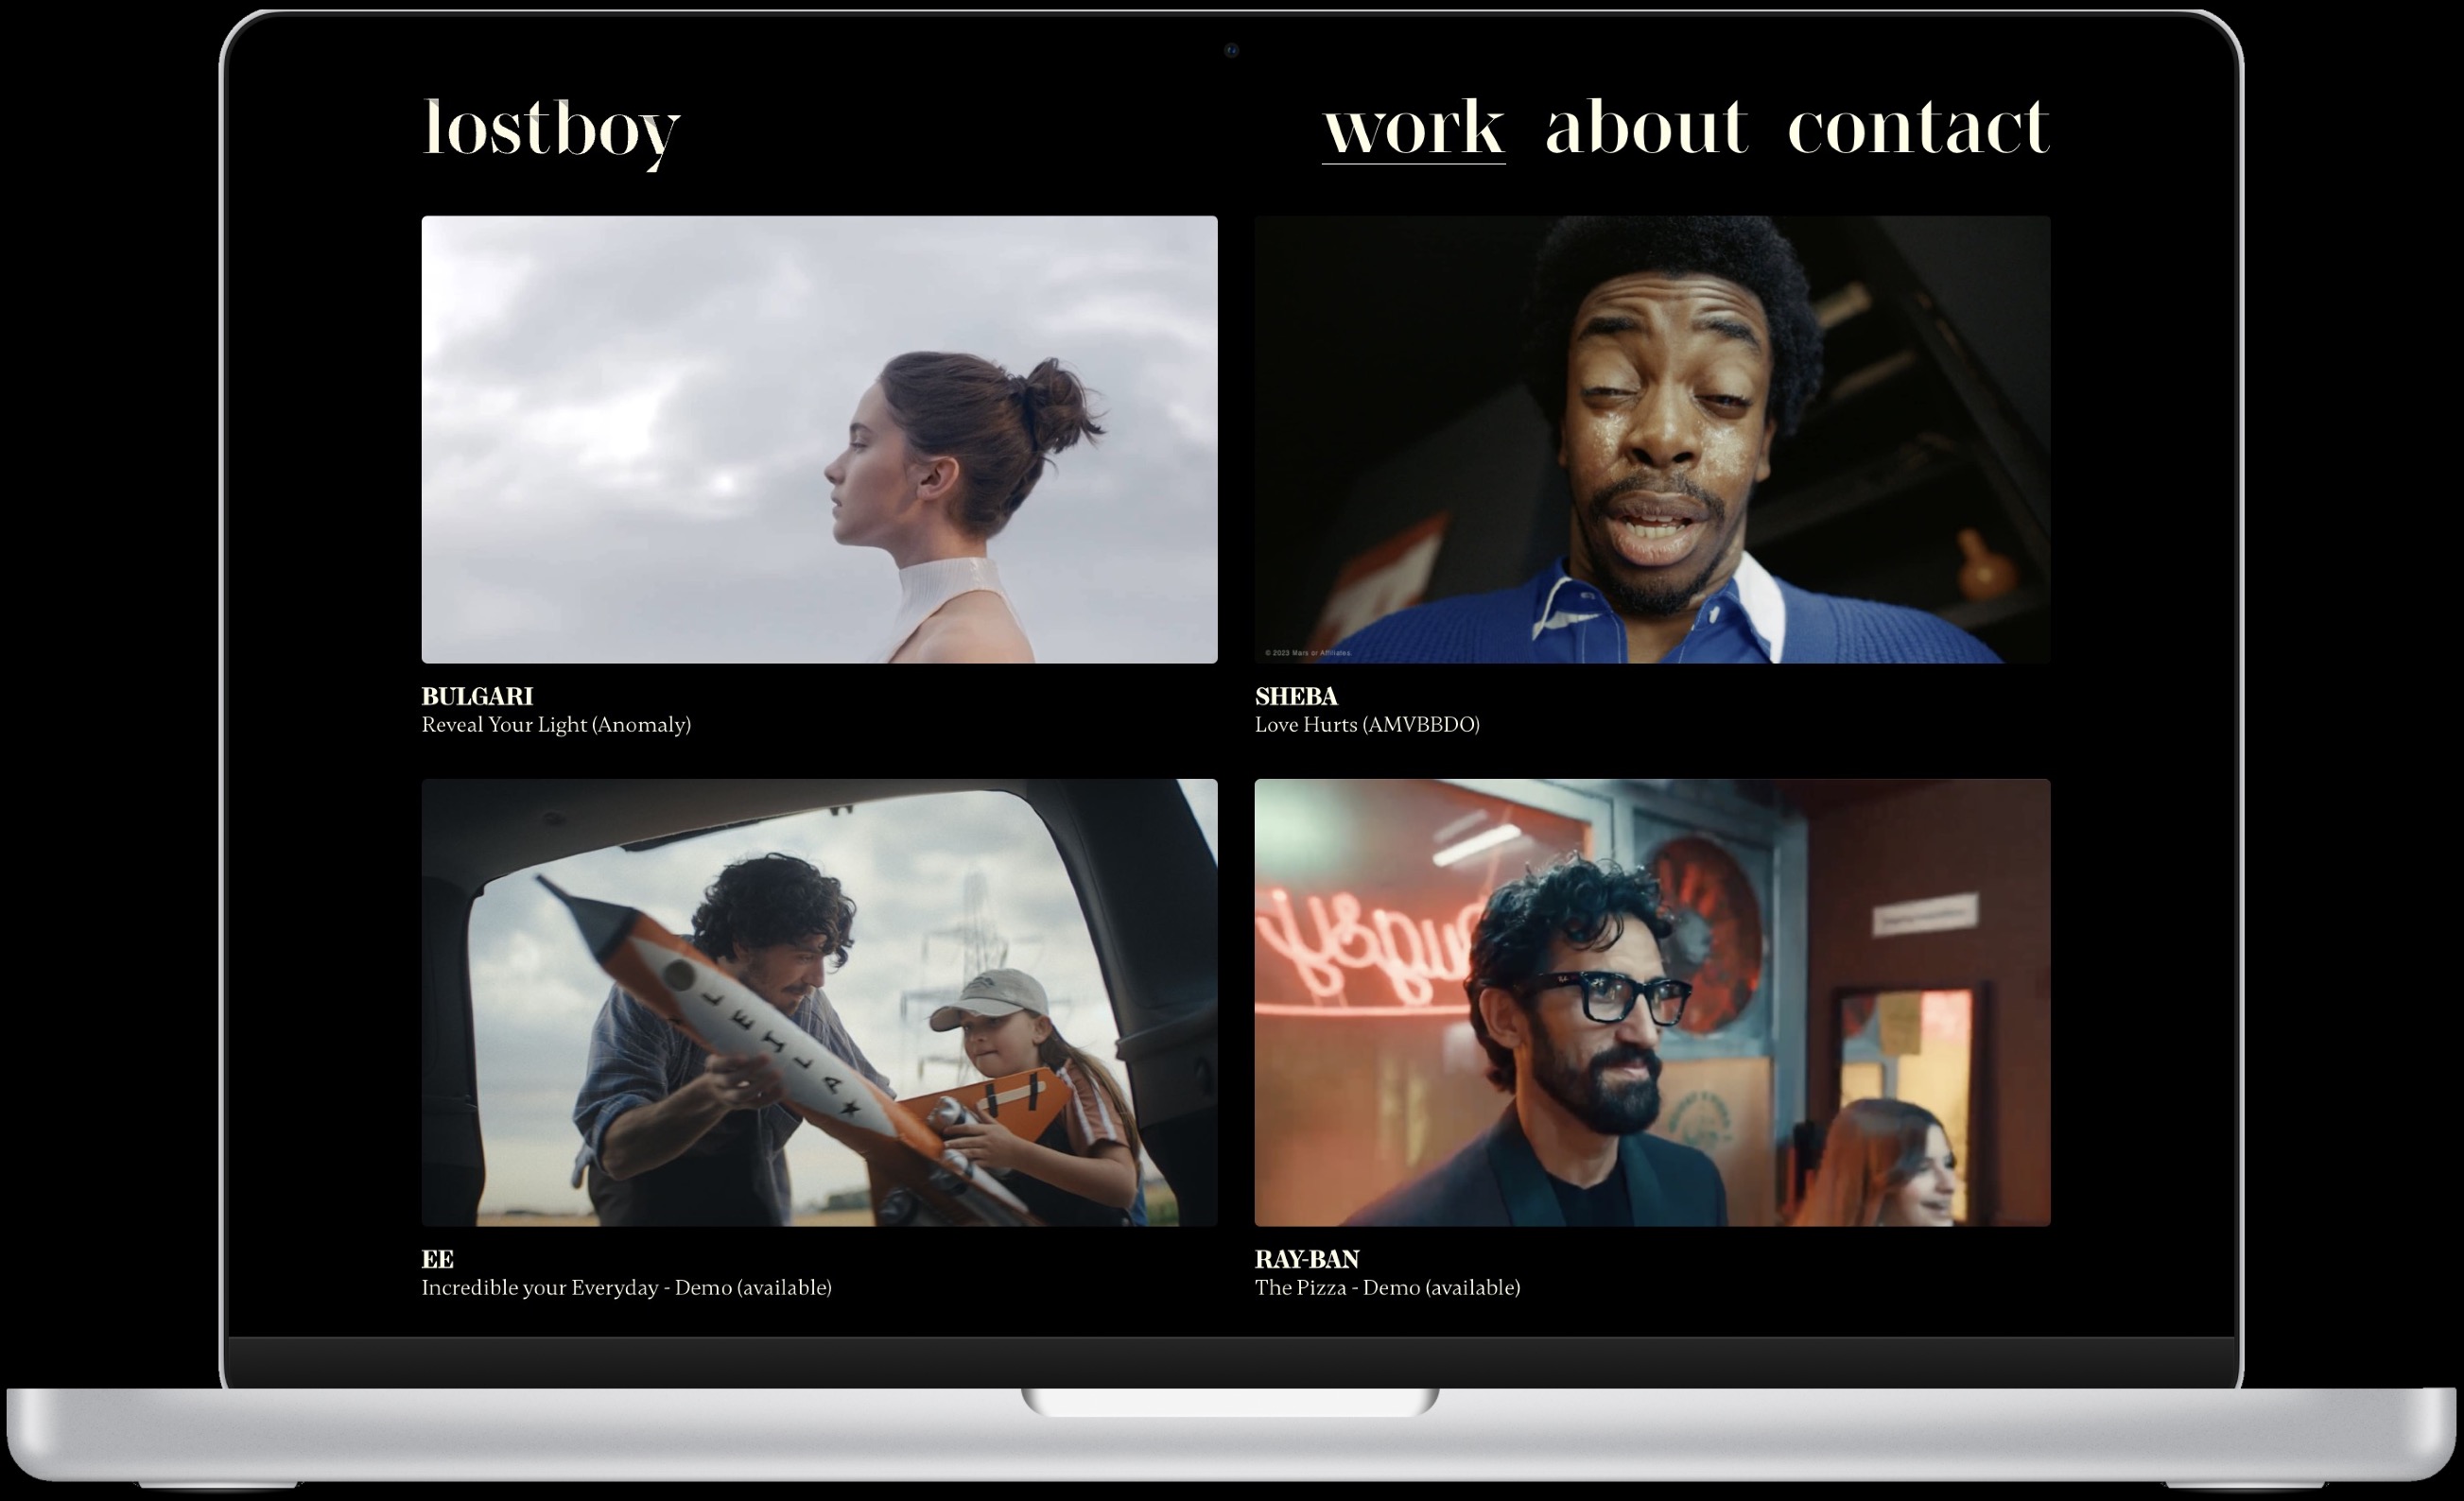 lostboy
work about contact
© 2023 Mars or Affiliates.
BULGARI
Reveal Your Light (Anomaly)
SHEBA
Love Hurts (AMVBBDO)
LEILA
EE
Incredible your Everyday - Demo (available)
RAY-BAN
The Pizza - Demo (available)